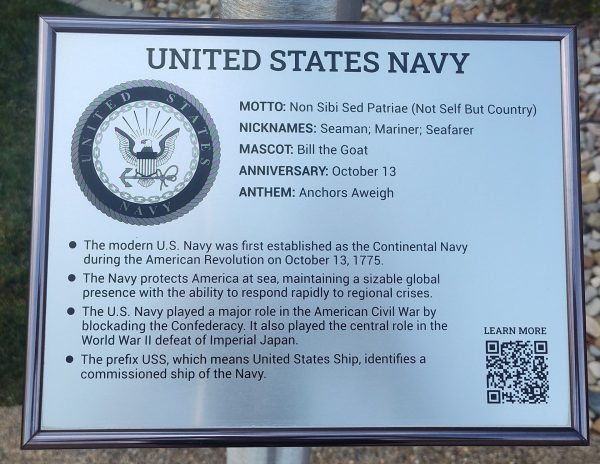 UNITED STATES NAVY
UNITED STATES
NAVY
MOTTO: Non Sibi Sed Patriae (Not Self But Country)
NICKNAMES: Seaman; Mariner; Seafarer
MASCOT: Bill the Goat
ANNIVERSARY: October 13
ANTHEM: Anchors Aweigh
• The modern U.S. Navy was first established as the Continental Navy
during the American Revolution on October 13, 1775.
• The Navy protects America at sea, maintaining a sizable global
presence with the ability to respond rapidly to regional crises.
• The U.S. Navy played a major role in the American Civil War by
blockading the Confederacy. It also played the central role in the
World War II defeat of Imperial Japan.
• The prefix USS, which means United States Ship, identifies a
commissioned ship of the Navy.
LEARN MORE